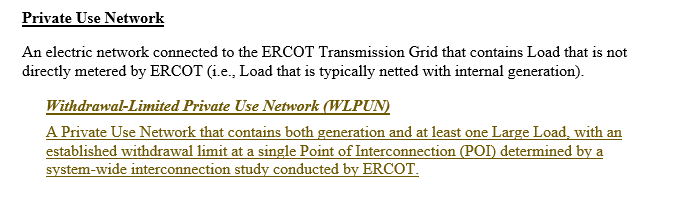 Private Use Network
An electric network connected to the ERCOT Transmission Grid that contains Load that is not
directly metered by ERCOT (i.e., Load that is typically netted with internal generation).
Withdrawal-Limited Private Use Network (WLPUN)
A Private Use Network that contains both generation and at least one Large Load, with an
established withdrawal limit at a single Point of Interconnection (POI) determined by a
system-wide interconnection study conducted by ERCOT.